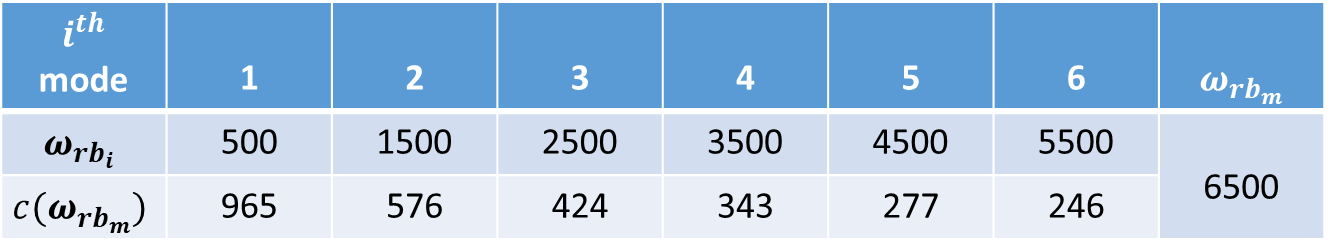 i^th mode 1 2 3 4 5 6 ω_rb_m
ω_rb_i 500 1500 2500 3500 4500 5500 6500
c(ω_rb_m) 965 576 424 343 277 246